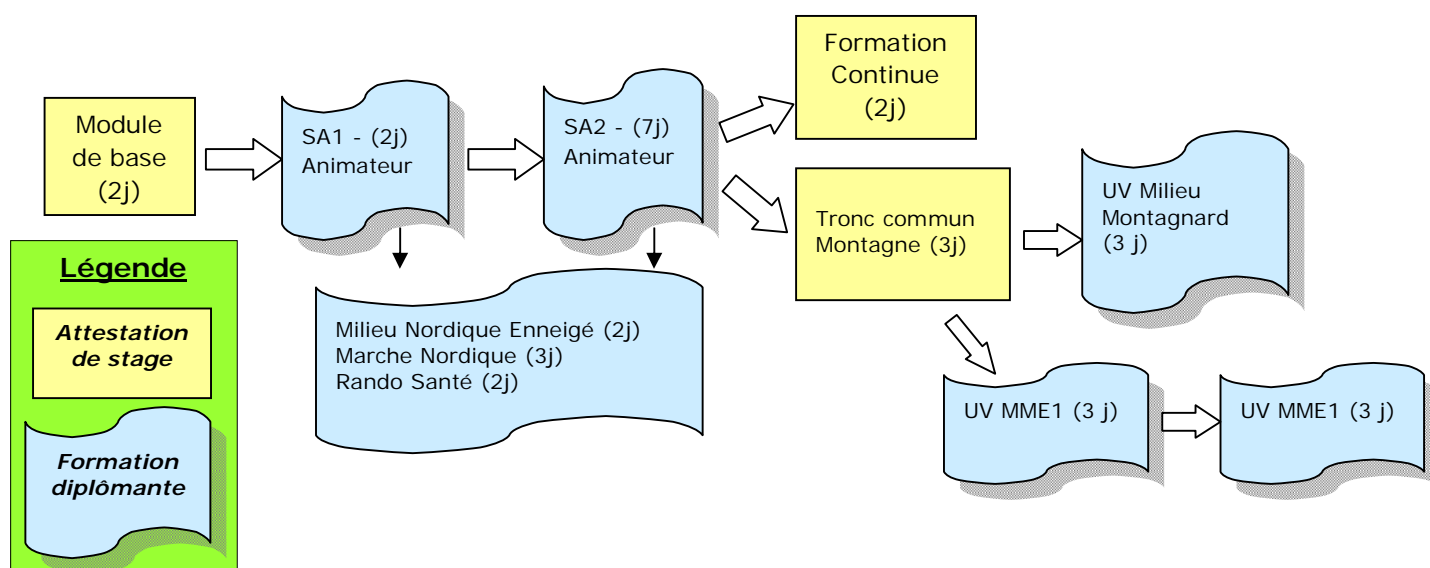 Formation
Continue
(2j)
Module
de base
(2j)
SA1 - (2j)
Animateur
SA2 - (7j)
Animateur
Tronc commun
Montagne (3j)
UV Milieu
Montagnard
(3 j)
Légende
Attestation
de stage
Formation
diplômante
Milieu Nordique Enneigé (2j)
Marche Nordique (3j)
Rando Santé (2j)
UV MME1 (3 j)
UV MME1 (3 j)